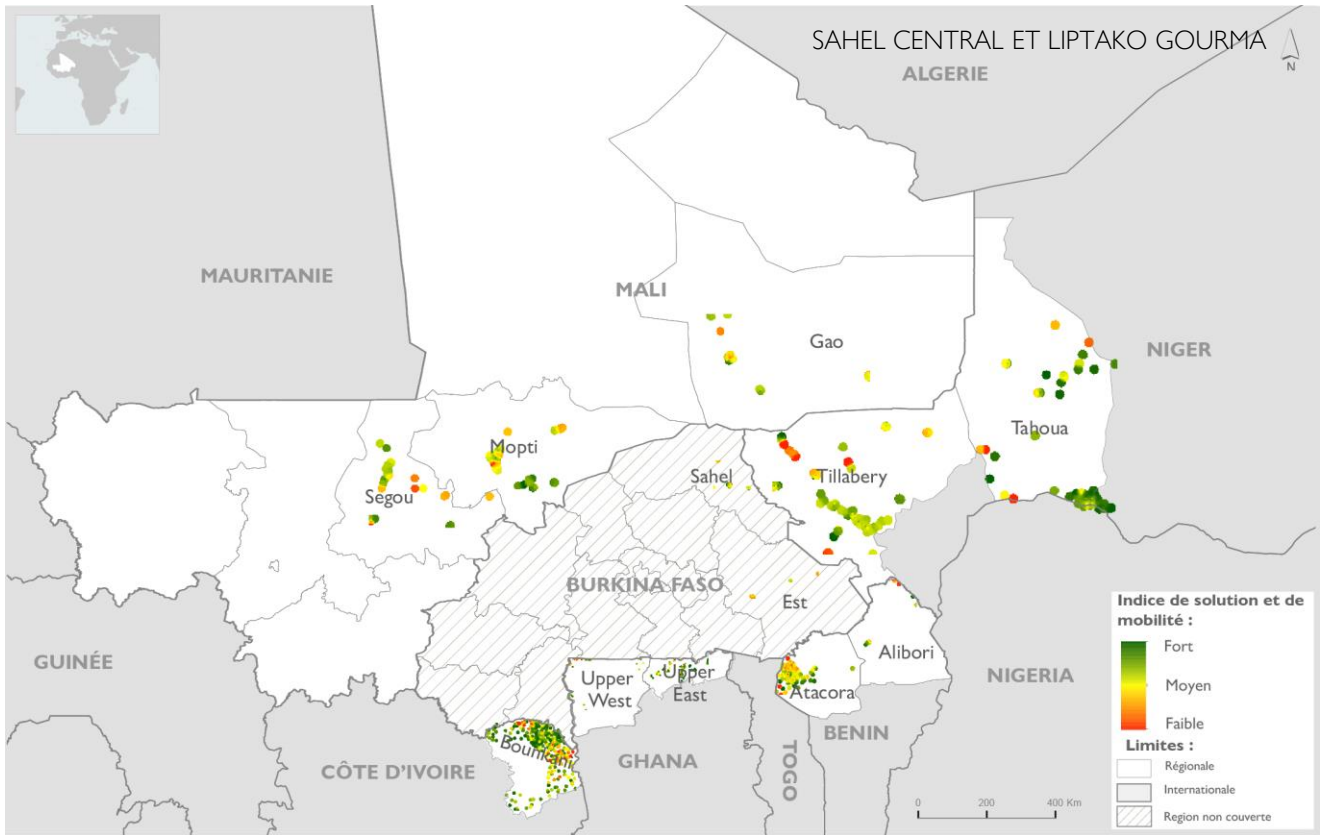 SAHEL CENTRAL ET LIPTAKO GOURMA
N
ALGERIE
MAURITANIE
MALI
Gao
NIGER
Tahoua
Mopti
Sahel
Tillabery
Ségou
BURKINA FASO
Est
Alibori
GUINÉE
Upper
West
Upper
East
Atacora
NIGERIA
BENIN
Bounkani
CÔTE D'IVOIRE
GHANA
TOGO
Indice de solution et de
mobilité :
Fort
Moyen
Faible
Limites :
Régionale
Internationale
Region non couverte
0 200 400 Km